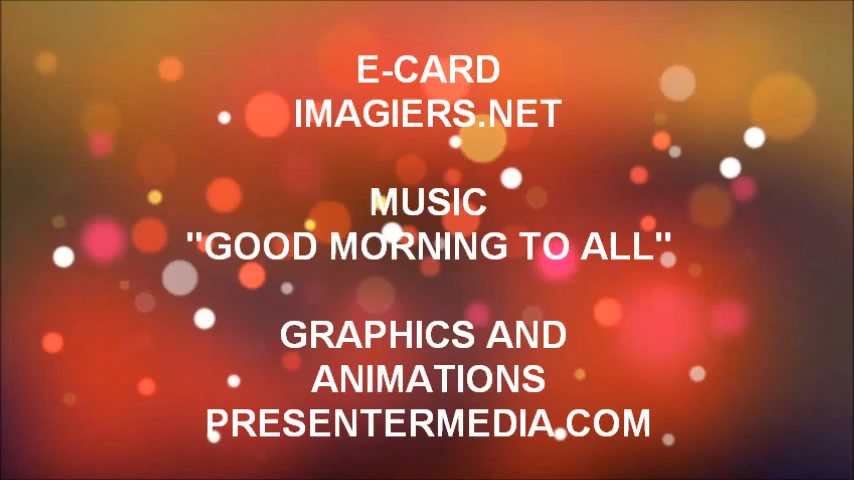 E-CARD
IMAGIERS.NET
MUSIC
"GOOD MORNING TO ALL"
GRAPHICS AND
ANIMATIONS
PRESENTERMEDIA.COM